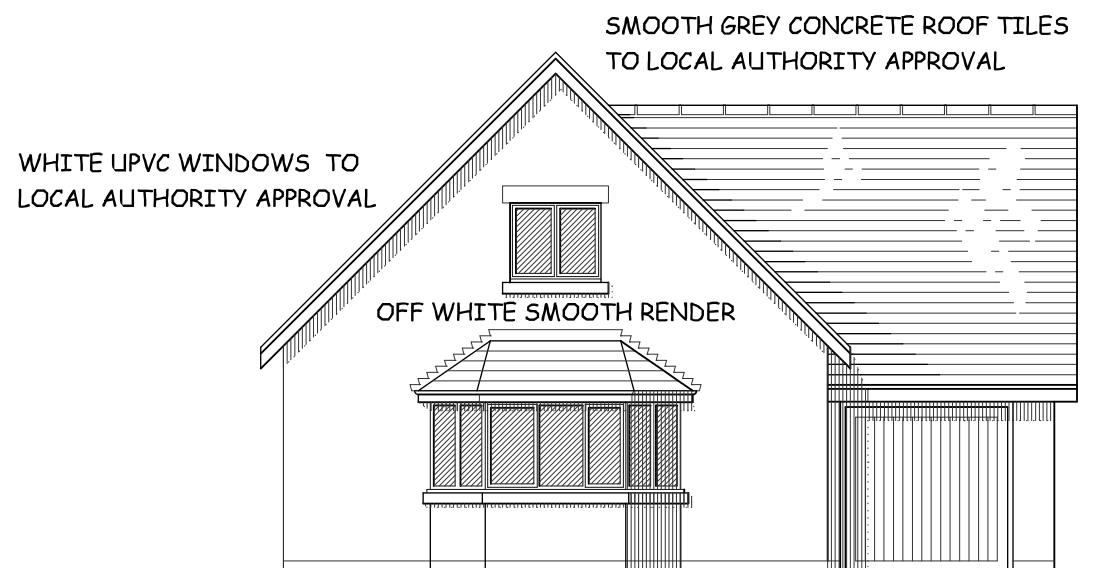 SMOOTH GREY CONCRETE ROOF TILES
TO LOCAL AUTHORITY APPROVAL
WHITE UPVC WINDOWS TO
LOCAL AUTHORITY APPROVAL
OFF WHITE SMOOTH RENDER